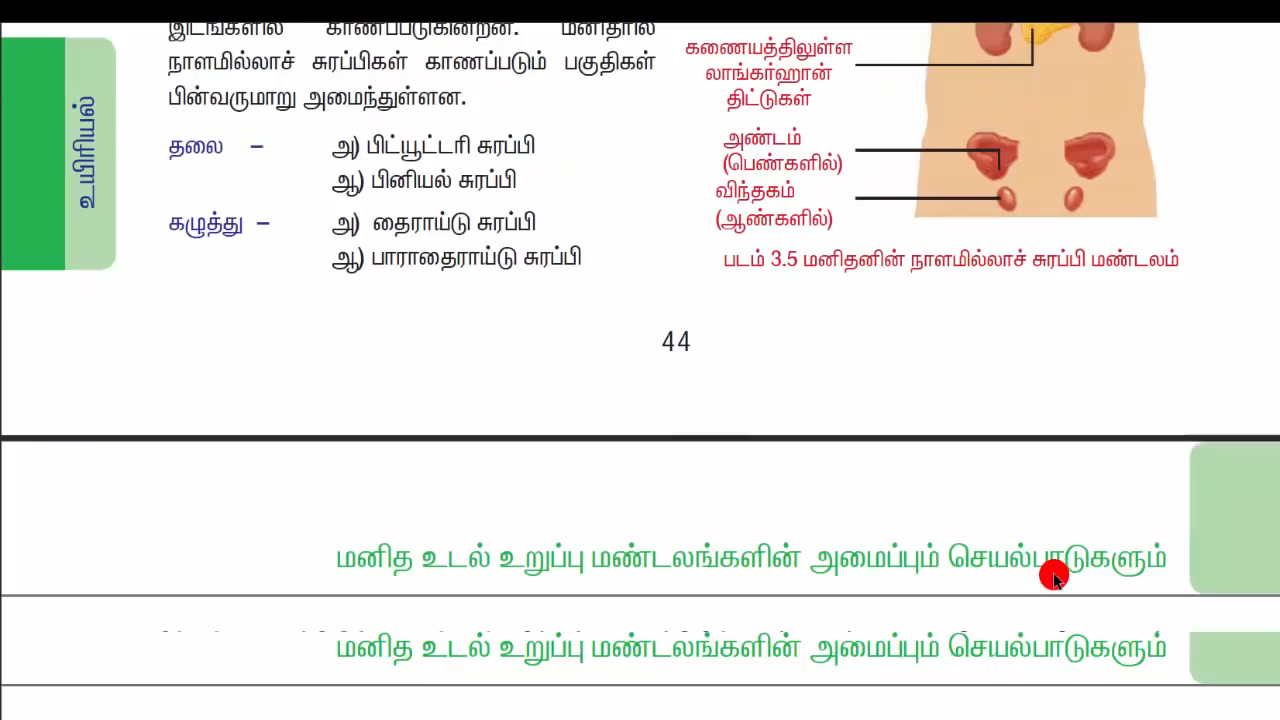 இடங்களில் காணப்படுகின்றன. மனிதரில்
நாளமில்லாச் சுரப்பிகள் காணப்படும் பகுதிகள்
பின்வருமாறு அமைந்துள்ளன.
தலை – அ) பிட்யூட்டரி சுரப்பி
ஆ) பினியல் சுரப்பி
கழுத்து – அ) தைராய்டு சுரப்பி
ஆ) பாராதைராய்டு சுரப்பி
உயிரியல்
கணையத்திலுள்ள
லாங்கர்ஹான்
திட்டுகள்
அண்டம்
(பெண்களில்)
விந்தகம்
(ஆண்களில்)
படம் 3.5 மனிதனின் நாளமில்லாச் சுரப்பி மண்டலம்
44
மனித உடல் உறுப்பு மண்டலங்களின் அமைப்பும் செயல்பாடுகளும்
மனித உடல் உறுப்பு மண்டலங்களின் அமைப்பும் செயல்பாடுகளும்